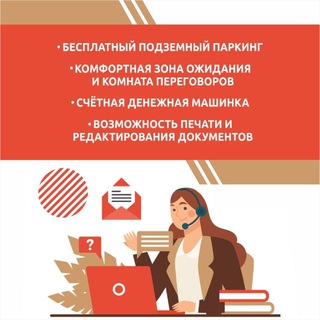 • БЕСПЛАТНЫЙ ПОДЗЕМНЫЙ ПАРКИНГ
• КОМФОРТНАЯ ЗОНА ОЖИДАНИЯ
И КОМНАТА ПЕРЕГОВОРОВ
• СЧЁТНАЯ ДЕНЕЖНАЯ МАШИНКА
• ВОЗМОЖНОСТЬ ПЕЧАТИ И
РЕДАКТИРОВАНИЯ ДОКУМЕНТОВ
?